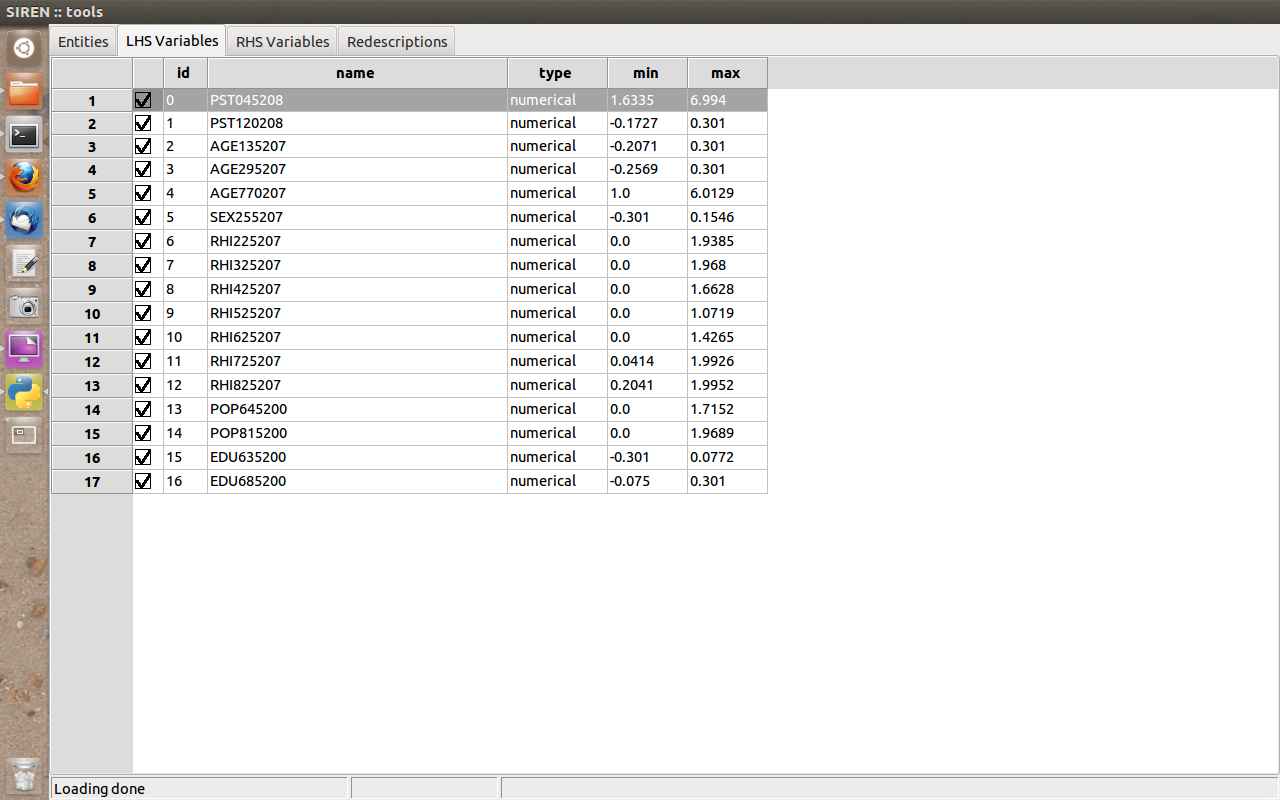 SIREN :: tools
Entities LHS Variables RHS Variables Redescriptions
id name type min max
1 0 PST045208 numerical 1.6335 6.994
2 1 PST120208 numerical -0.1727 0.301
3 2 AGE135207 numerical -0.2071 0.301
4 3 AGE295207 numerical -0.2569 0.301
5 4 AGE770207 numerical 1.0 6.0129
6 5 SEX255207 numerical -0.301 0.1546
7 6 RHI225207 numerical 0.0 1.9385
8 7 RHI325207 numerical 0.0 1.968
9 8 RHI425207 numerical 0.0 1.6628
10 9 RHI525207 numerical 0.0 1.0719
11 10 RHI625207 numerical 0.0 1.4265
12 11 RHI725207 numerical 0.0414 1.9926
13 12 RHI825207 numerical 0.2041 1.9952
14 13 POP645200 numerical 0.0 1.7152
15 14 POP815200 numerical 0.0 1.9689
16 15 EDU635200 numerical -0.301 0.0772
17 16 EDU685200 numerical -0.075 0.301
Loading done